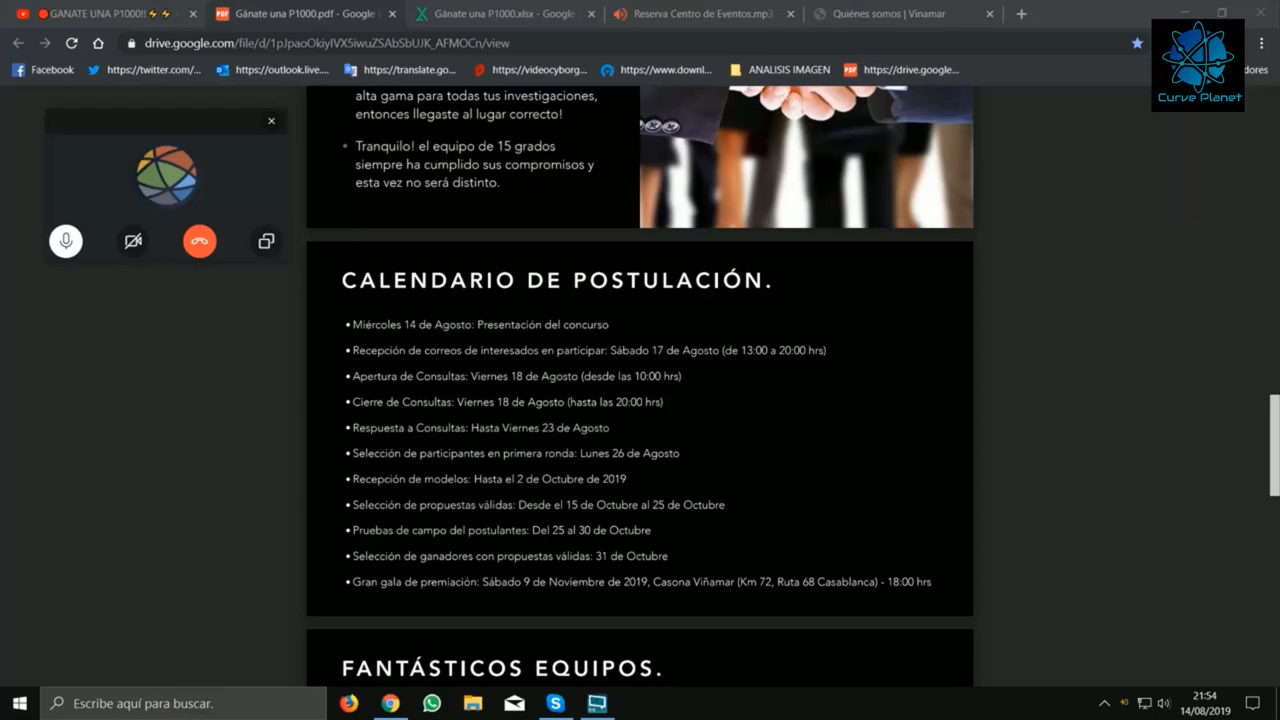 GANATE UNA P1000!!
Gánate una P1000.pdf - Google
Gánate una P1000.xlsx - Google
Reserva Centro de Eventos.mp3
Quiénes somos | Vinamar
drive.google.com/file/d/1pJpaoOkiyIVX5iwuZSAbSbUJK_AFMOCn/view
Facebook
https://twitter.com/...
https://outlook.live....
https://translate.go...
https://videocyborg...
https://www.downl...
ANALISIS IMAGEN
PDF
https://drive.google...
dores
Curve Planet
alta gama para todas tus investigaciones,
entonces llegaste al lugar correcto!
• Tranquilo! el equipo de 15 grados
siempre ha cumplido sus compromisos y
esta vez no será distinto.
CALENDARIO DE POSTULACIÓN.
• Miércoles 14 de Agosto: Presentación del concurso
• Recepción de correos de interesados en participar: Sábado 17 de Agosto (de 13:00 a 20:00 hrs)
• Apertura de Consultas: Viernes 18 de Agosto (desde las 10:00 hrs)
• Cierre de Consultas: Viernes 18 de Agosto (hasta las 20:00 hrs)
• Respuesta a Consultas: Hasta Viernes 23 de Agosto
• Selección de participantes en primera ronda: Lunes 26 de Agosto
• Recepción de modelos: Hasta el 2 de Octubre de 2019
• Selección de propuestas válidas: Desde el 15 de Octubre al 25 de Octubre
• Pruebas de campo del postulantes: Del 25 al 30 de Octubre
• Selección de ganadores con propuestas válidas: 31 de Octubre
• Gran gala de premiación: Sábado 9 de Noviembre de 2019, Casona Viñamar (Km 72, Ruta 68 Casablanca) - 18:00 hrs
FANTÁSTICOS EQUIPOS.
Escribe aquí para buscar.
40
21:54
14/08/2019